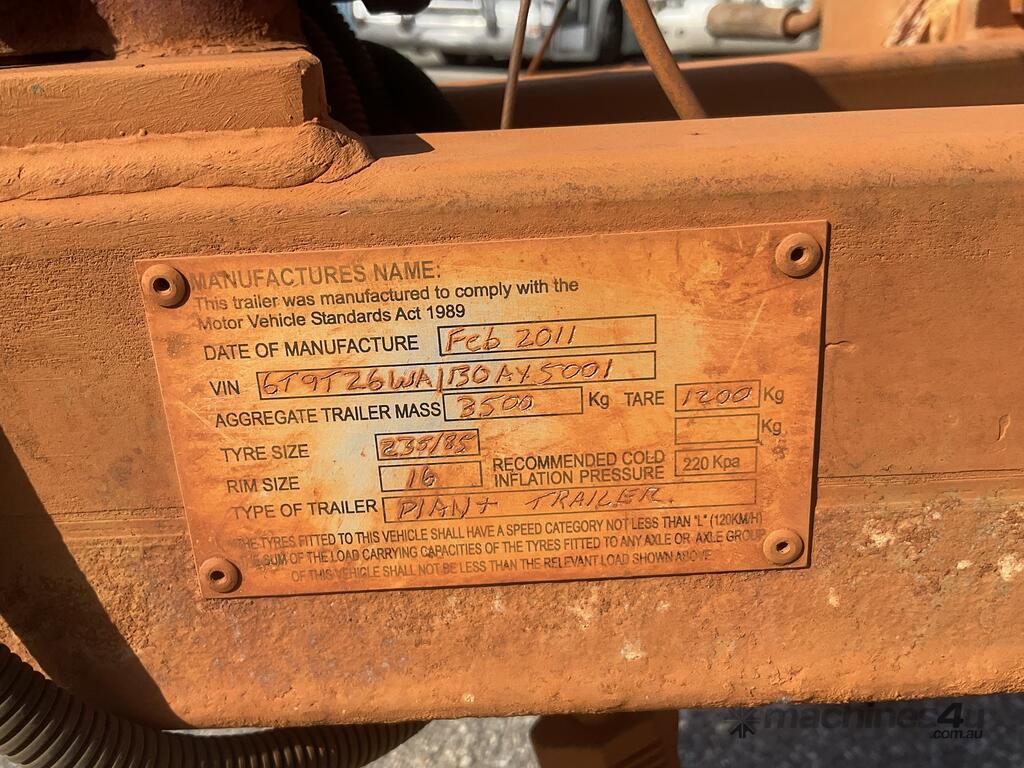 MANUFACTURES NAME:
This trailer was manufactured to comply with the
Motor Vehicle Standards Act 1989
DATE OF MANUFACTURE Feb 2011
VIN 6T9T26WA/130AY5001
AGGREGATE TRAILER MASS 3500 Kg TARE 1200 Kg
Kg
TYRE SIZE 235/85
RIM SIZE 16 RECOMMENDED COLD INFLATION PRESSURE 220 Kpa
TYPE OF TRAILER PLANT TRAILER.
THE TYRES FITTED TO THIS VEHICLE SHALL HAVE A SPEED CATEGORY NOT LESS THAN "L" (120KM/H)
SUM OF THE LOAD CARRYING CAPACITIES OF THE TYRES FITTED TO ANY AXLE OR AXLE GROUP
OF THIS VEHICLE SHALL NOT BE LESS THAN THE RELEVANT LOAD SHOWN ABOVE
machines4u
.com.au